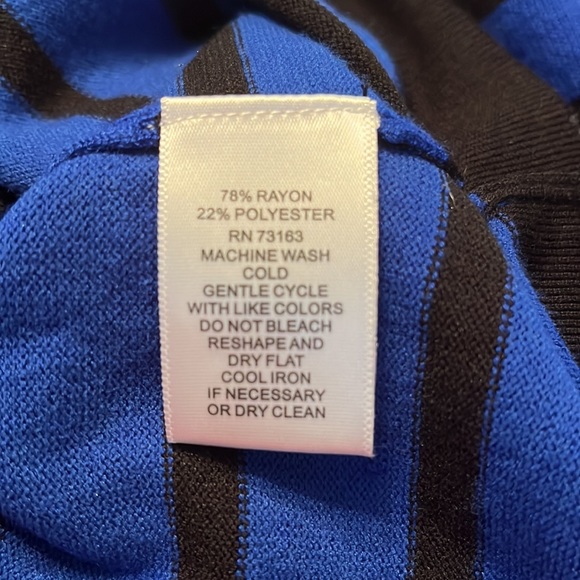 78% RAYON
22% POLYESTER
RN 73163
MACHINE WASH
COLD
GENTLE CYCLE
WITH LIKE COLORS
DO NOT BLEACH
RESHAPE AND
DRY FLAT
COOL IRON
IF NECESSARY
OR DRY CLEAN